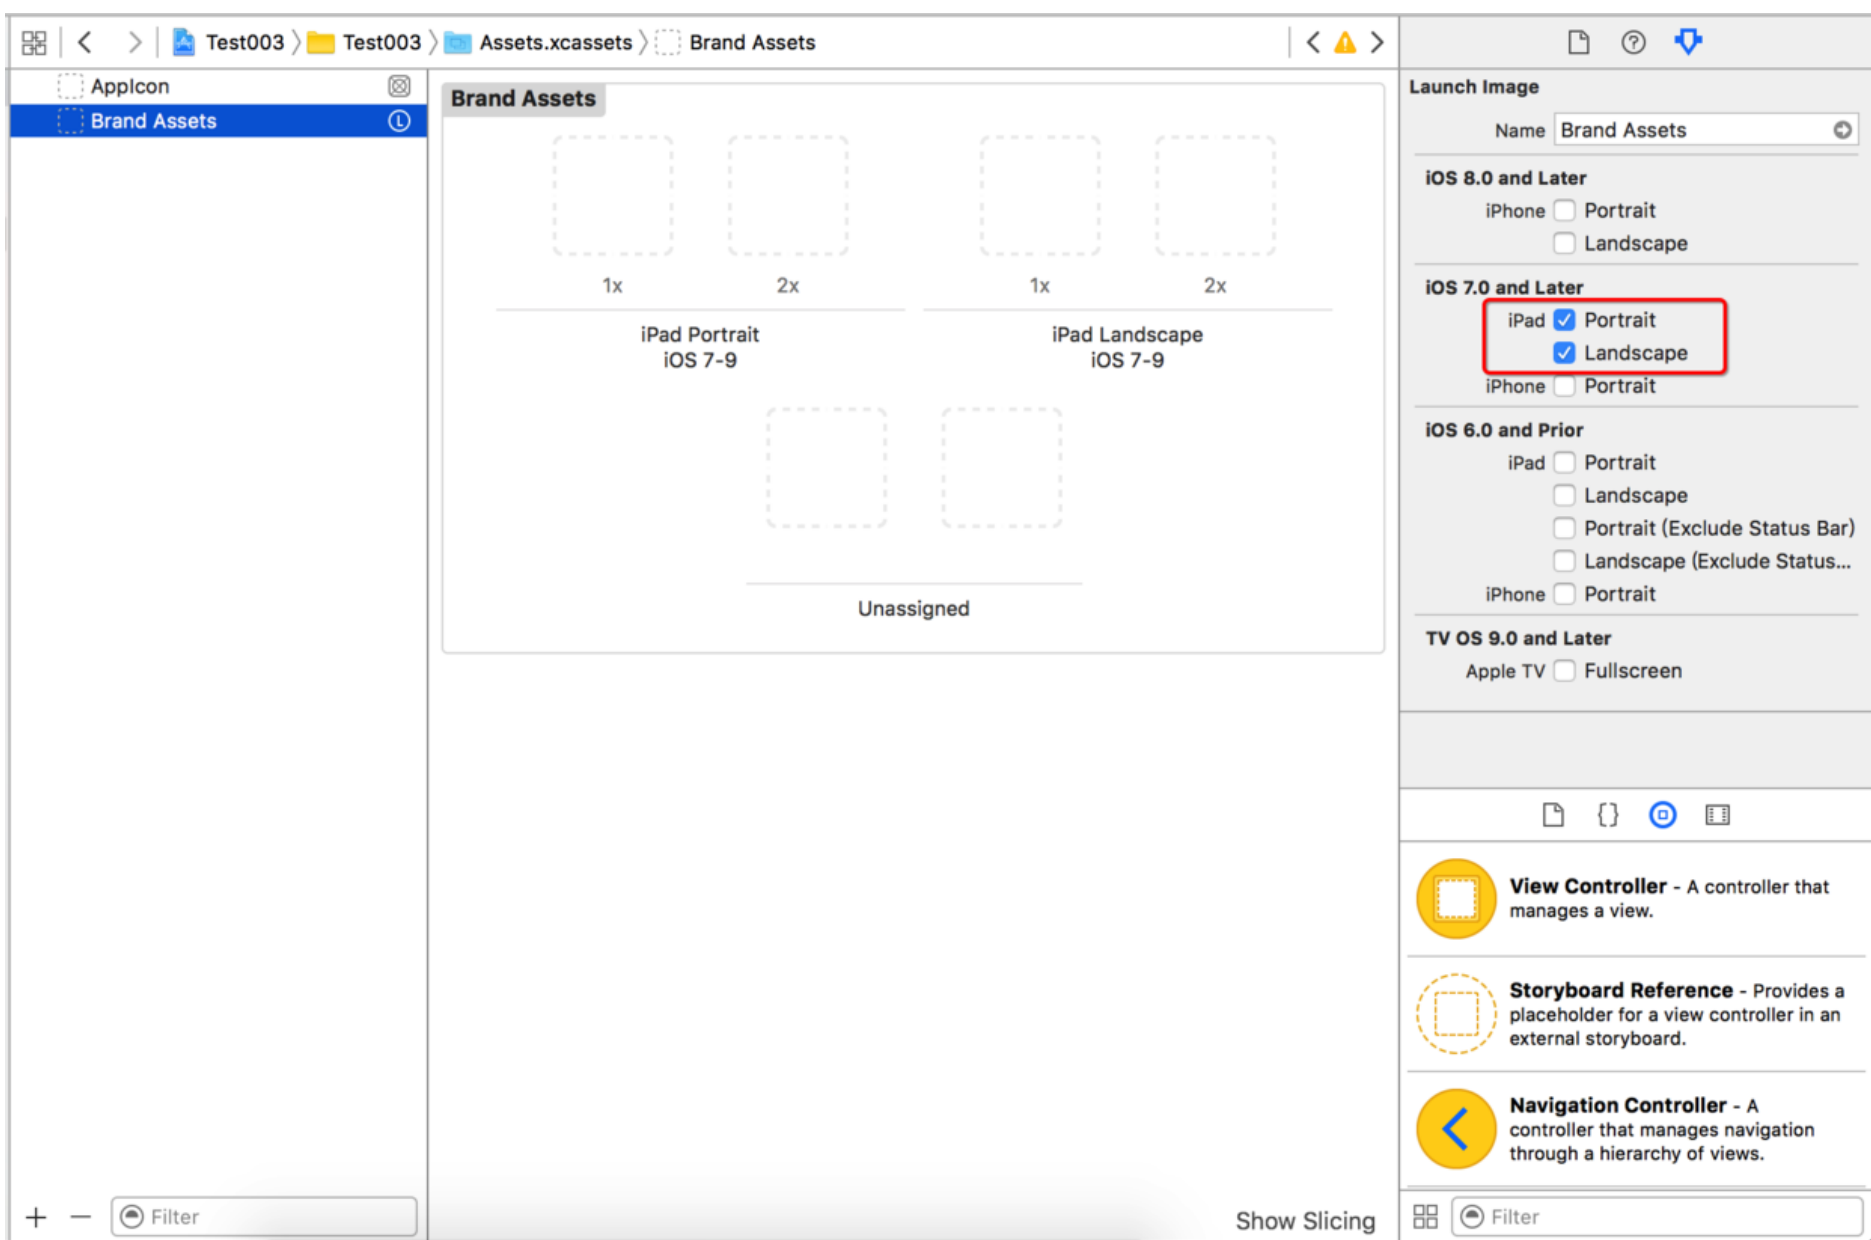 Test003 Test003 Assets.xcassets Brand Assets
AppIcon
Brand Assets
L
Brand Assets
1x 2x 1x 2x
iPad Portrait
iOS 7-9
iPad Landscape
iOS 7-9
Unassigned
Show Slicing
Filter
Launch Image
Name Brand Assets
iOS 8.0 and Later
iPhone Portrait
Landscape
iOS 7.0 and Later
iPad Portrait
Landscape
iPhone Portrait
iOS 6.0 and Prior
iPad Portrait
Landscape
Portrait (Exclude Status Bar)
Landscape (Exclude Status...
iPhone Portrait
TV OS 9.0 and Later
Apple TV Fullscreen
{}
View Controller - A controller that
manages a view.
Storyboard Reference - Provides a
placeholder for a view controller in an
external storyboard.
Navigation Controller - A
controller that manages navigation
through a hierarchy of views.
Filter